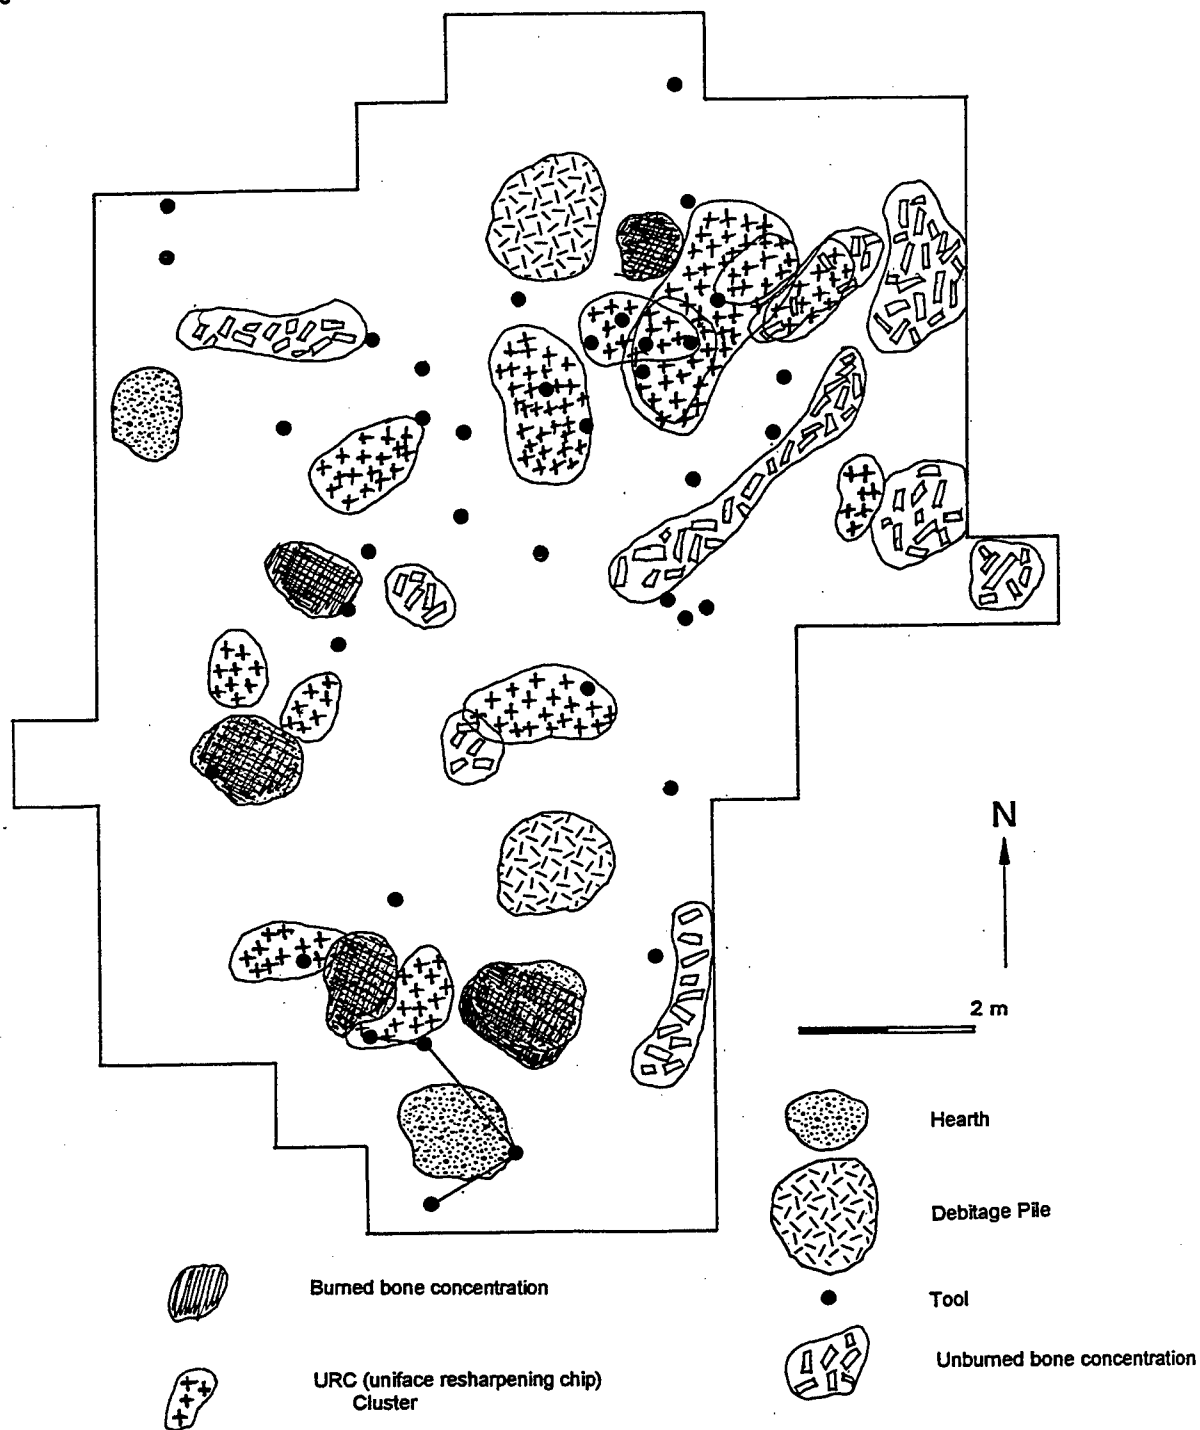 N
2 m
Hearth
Debitage Pile
Tool
Unburned bone concentration
Burned bone concentration
URC (uniface resharpening chip)
Cluster